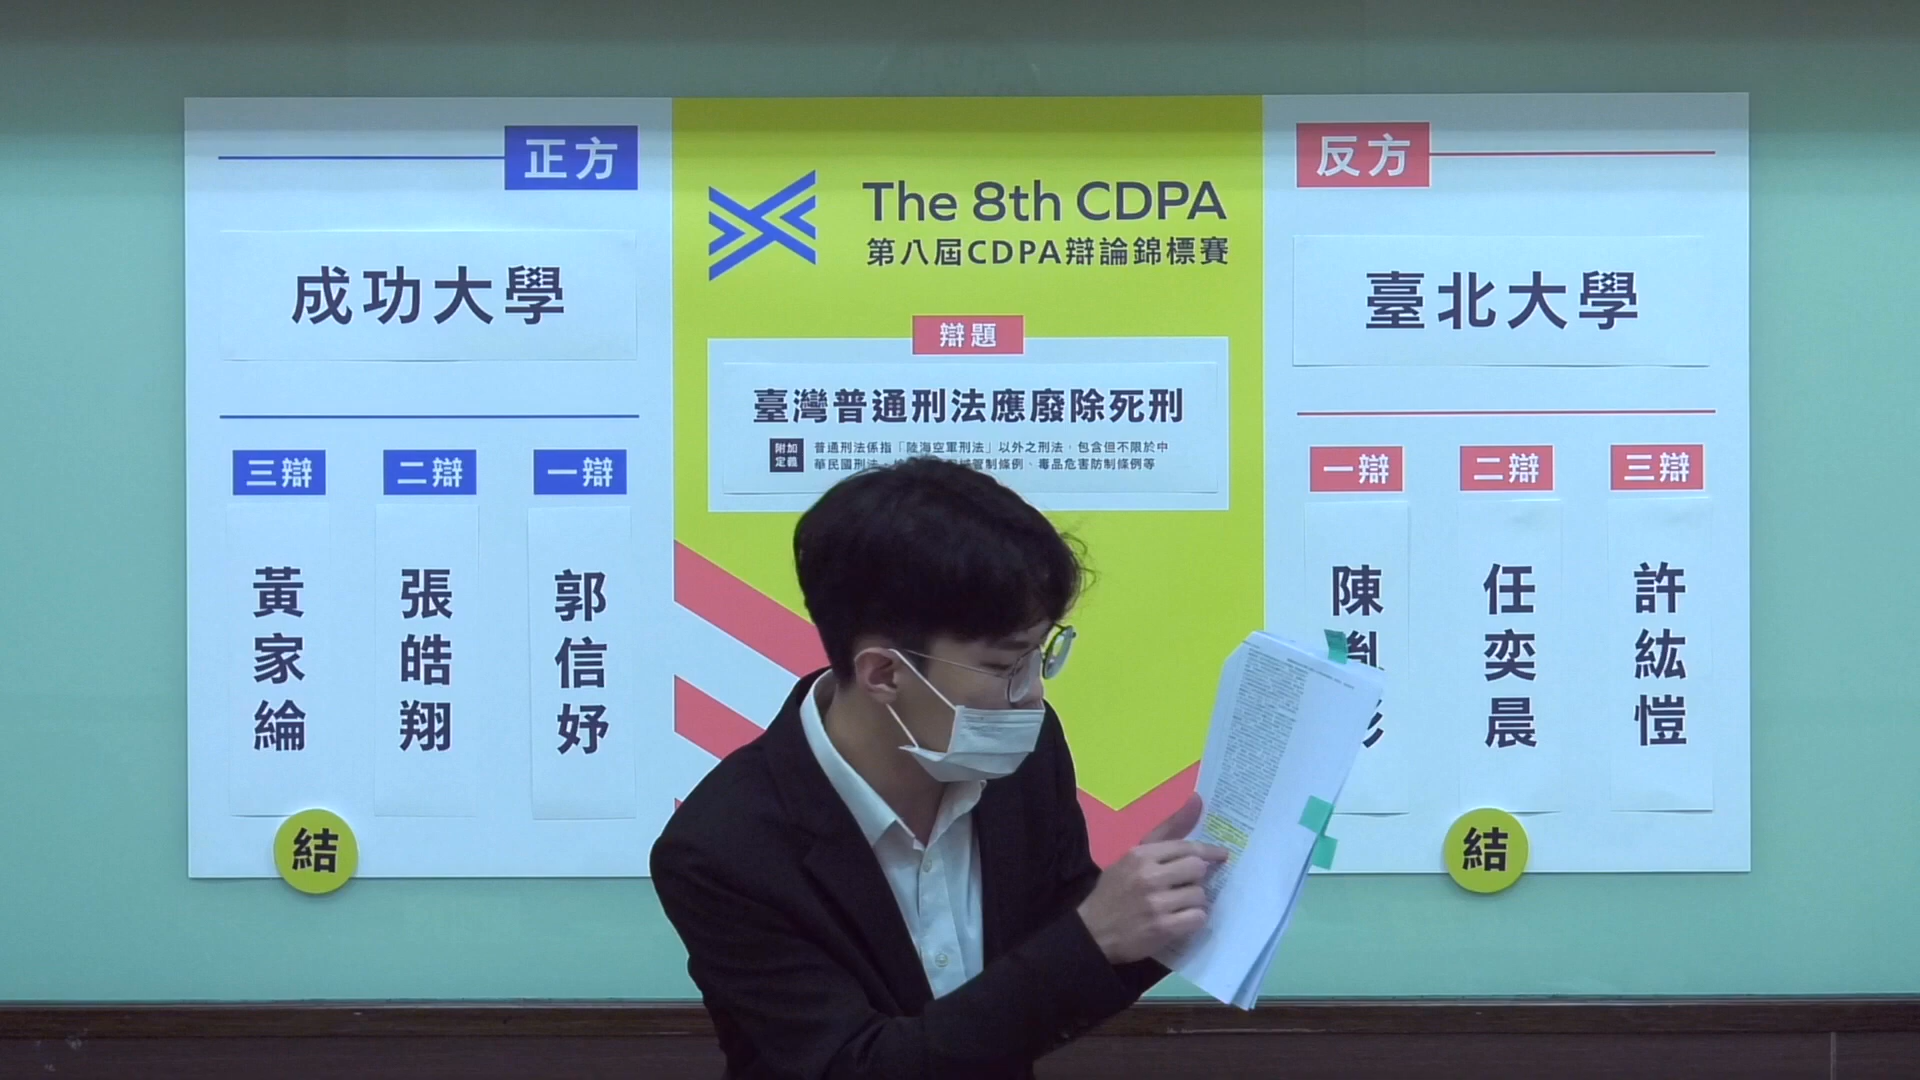 正方
成功大學
三辯
二辯
一辯
黃家綸
張皓翔
郭信妤
結
The 8th CDPA
第八屆CDPA辯論錦標賽
辯題
臺灣普通刑法應廢除死刑
附加
定義
普通刑法係指「陸海空軍刑法」以外之刑法,包含但不限於中
華民國刑法、 管制條例、毒品危害防制條例等
反方
臺北大學
一辯
二辯
三辯
陳
任奕晨
許紘愷
結